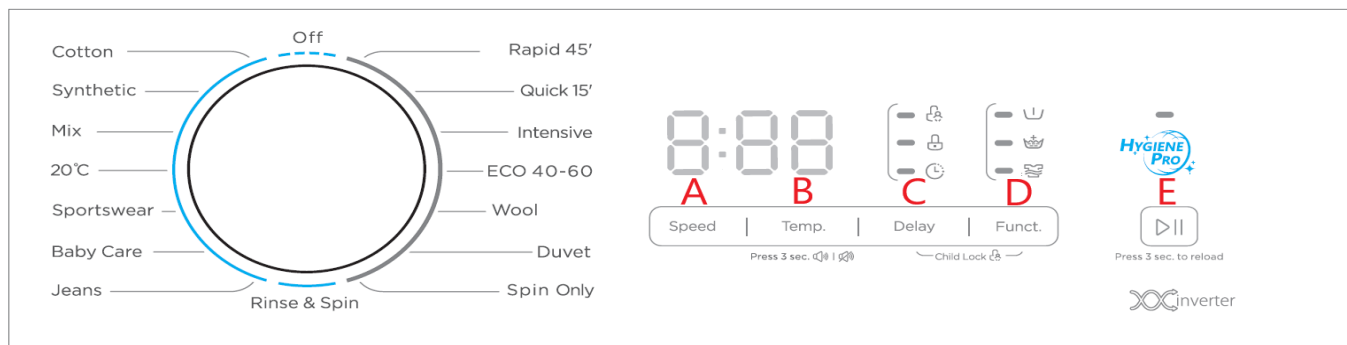 Off
Cotton
Synthetic
Mix
20℃
Sportswear
Baby Care
Jeans
Rinse & Spin
Rapid 45'
Quick 15'
Intensive
ECO 40-60
Wool
Duvet
Spin Only
8:88
A B C D E
Speed | Temp. | Delay | Funct.
Press 3 sec. |
Child Lock
HYGIENE
PRO
Press 3 sec. to reload
inverter